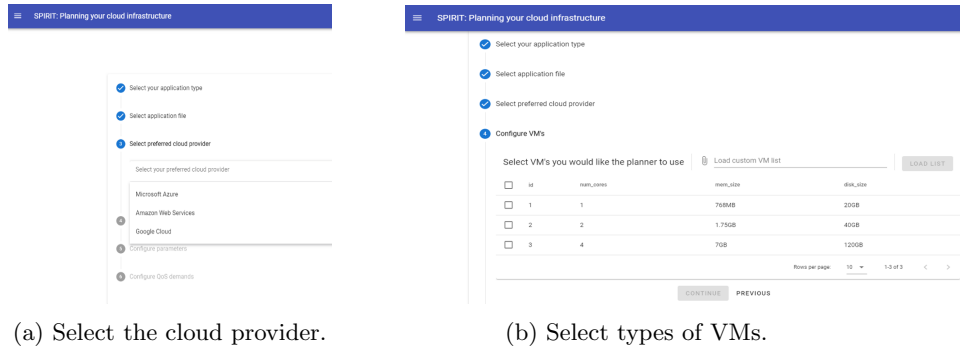 SPIRIT: Planning your cloud infrastructure
Select your application type
Select application file
3 Select preferred cloud provider
Select your preferred cloud provider
Microsoft Azure
Amazon Web Services
4
Google Cloud
5 Configure parameters
6 Configure QoS demands
(a) Select the cloud provider.
SPIRIT: Planning your cloud infrastructure
Select your application type
Select application file
Select preferred cloud provider
4 Configure VM's
Select VM's you would like the planner to use Load custom VM list LOAD LIST
id num_cores mem_size disk_size
1 1 768MB 20GB
2 2 1.75GB 40GB
3 4 7GB 120GB
Rows per page: 10 1-3 of 3 < >
CONTINUE PREVIOUS
(b) Select types of VMs.